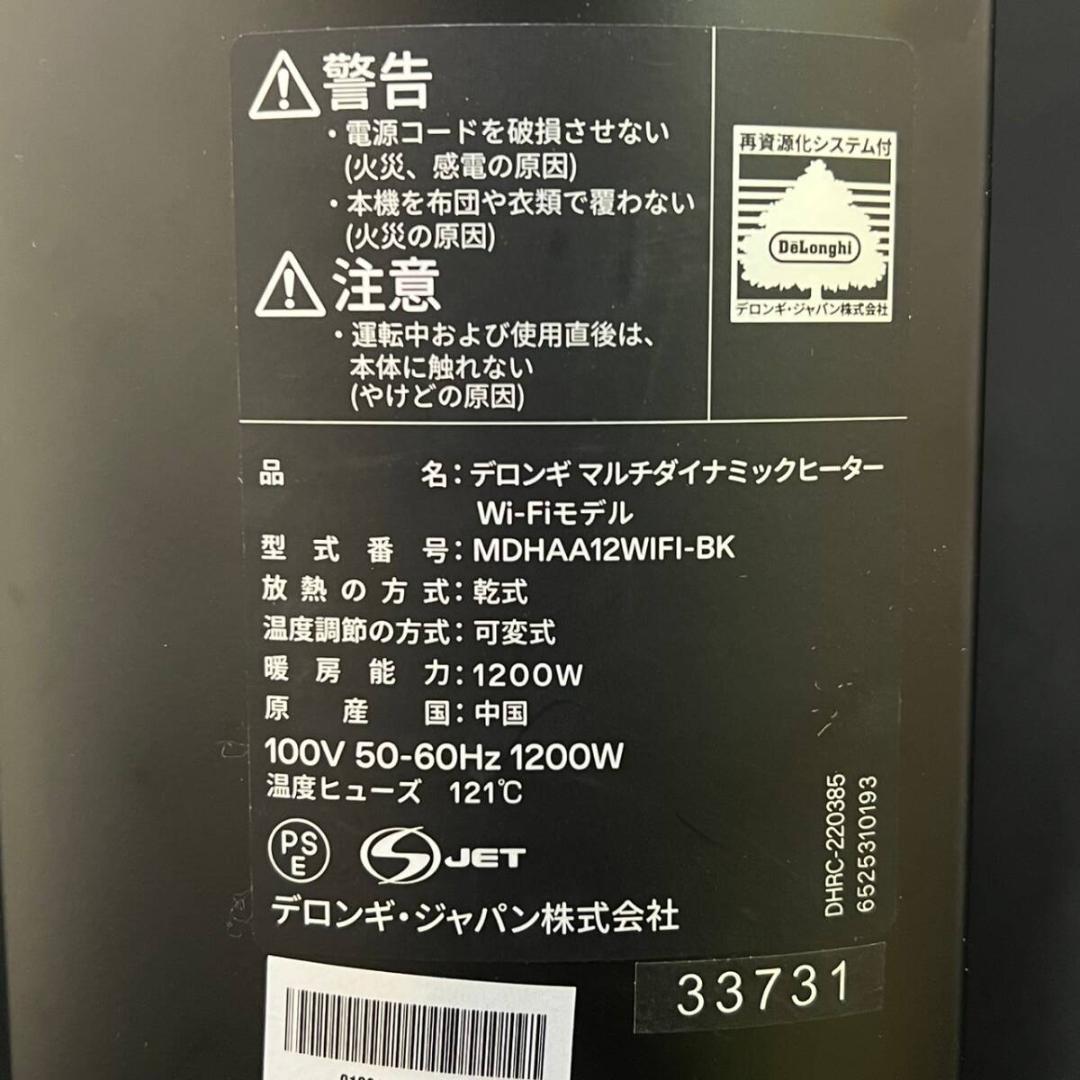 警告
・電源コードを破損させない
(火災、感電の原因)
・本機を布団や衣類で覆わない
(火災の原因)
注意
・運転中および使用直後は、
本体に触れない
(やけどの原因)
再資源化システム付
DeLonghi
デロンギ・ジャパン株式会社
品名：デロンギ マルチダイナミックヒーター
Wi-Fiモデル
型式番号：MDHAA12WIFI-BK
放熱の方式：乾式
温度調節の方式：可変式
暖房能力：1200W
原産国：中国
100V 50-60Hz 1200W
温度ヒューズ 121℃
PS
E
S JET
デロンギ・ジャパン株式会社
DHRC-220385
6525310193
33731